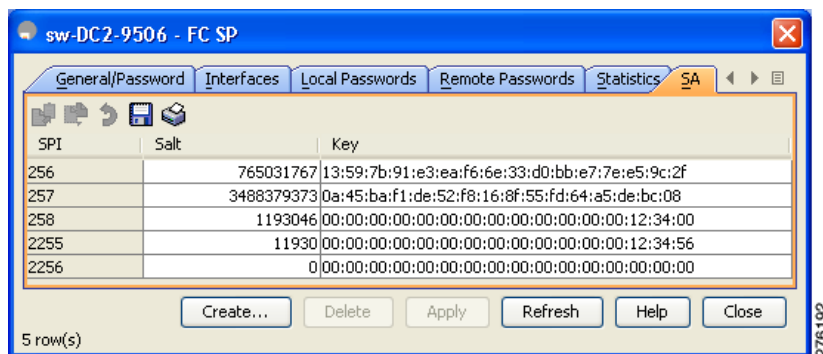 sw-DC2-9506 - FC SP
General/Password Interfaces Local Passwords Remote Passwords Statistics SA
SPI Salt Key
256 765031767 13:59:7b:91:e3:ea:f6:6e:33:d0:bb:e7:7e:e5:9c:2f
257 3488379373 0a:45:ba:f1:de:52:f8:16:8f:55:fd:64:a5:de:bc:08
258 1193046 00:00:00:00:00:00:00:00:00:00:00:00:00:12:34:00
2255 11930 00:00:00:00:00:00:00:00:00:00:00:00:00:12:34:56
2256 0 00:00:00:00:00:00:00:00:00:00:00:00:00:00:00:00
Create... Delete Apply Refresh Help Close
5 row(s)
276192